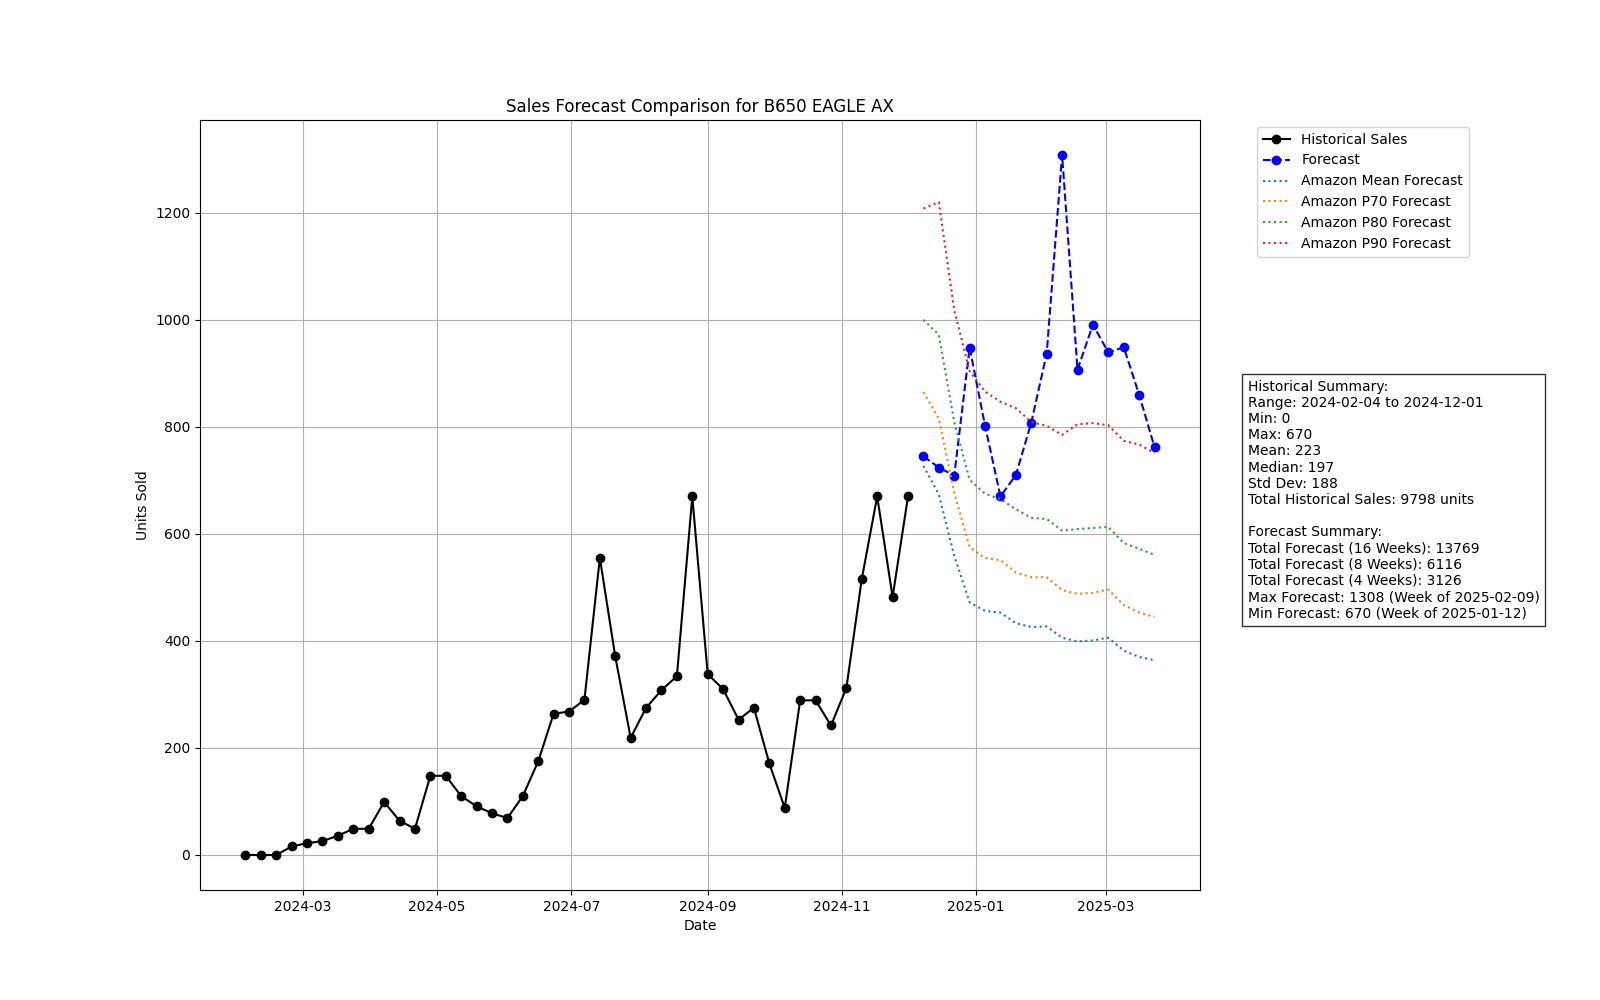 Sales Forecast Comparison for B650 EAGLE AX
Units Sold
1200
1000
800
600
400
200
0
2024-03
2024-05
2024-07
2024-09
2024-11
2025-01
2025-03
Date
Historical Sales
Forecast
Amazon Mean Forecast
Amazon P70 Forecast
Amazon P80 Forecast
Amazon P90 Forecast
Historical Summary:
Range: 2024-02-04 to 2024-12-01
Min: 0
Max: 670
Mean: 223
Median: 197
Std Dev: 188
Total Historical Sales: 9798 units
Forecast Summary:
Total Forecast (16 Weeks): 13769
Total Forecast (8 Weeks): 6116
Total Forecast (4 Weeks): 3126
Max Forecast: 1308 (Week of 2025-02-09)
Min Forecast: 670 (Week of 2025-01-12)